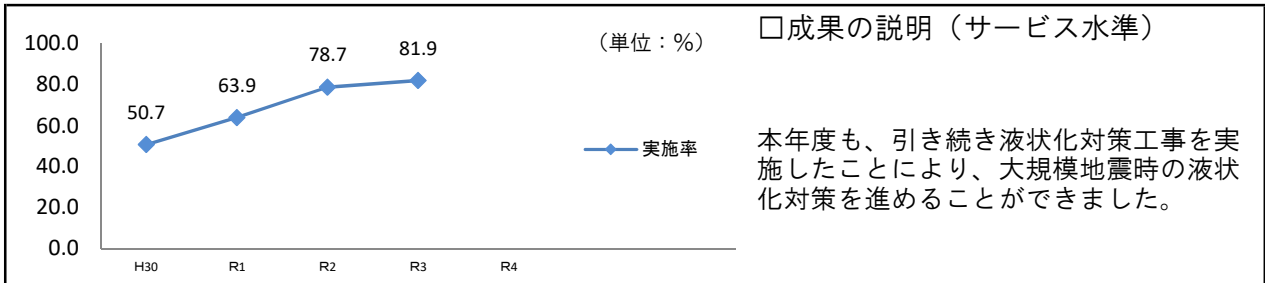 100.0
80.0
60.0
40.0
20.0
0.0
50.7
63.9
78.7
81.9
H30
R1
R2
R3
R4
（単位：％）
実施率
□成果の説明（サービス水準）
本年度も、引き続き液状化対策工事を実
施したことにより、大規模地震時の液状
化対策を進めることができました。